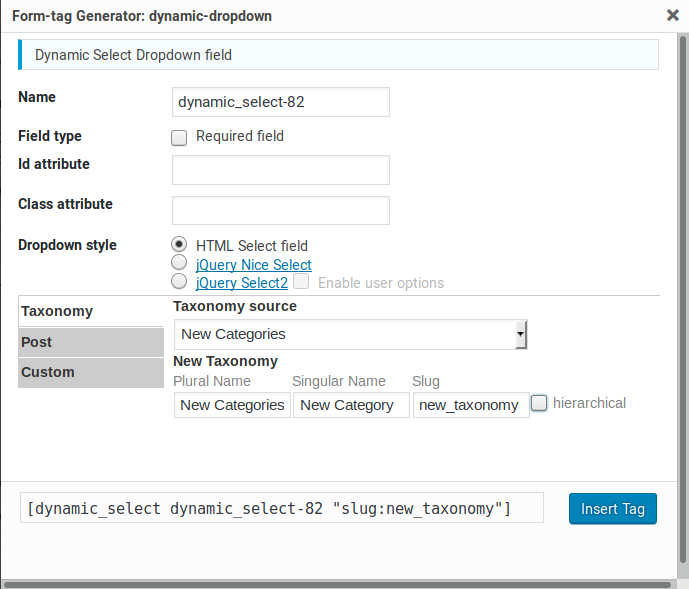 Form-tag Generator: dynamic-dropdown
Dynamic Select Dropdown field
Name dynamic_select-82
Field type Required field
Id attribute
Class attribute
Dropdown style HTML Select field
jQuery Nice Select
jQuery Select2 Enable user options
Taxonomy Taxonomy source
New Categories
Post
New Taxonomy
Custom Plural Name Singular Name Slug
New Categories New Category new_taxonomy hierarchical
[dynamic_select dynamic_select-82 "slug:new_taxonomy"] Insert Tag